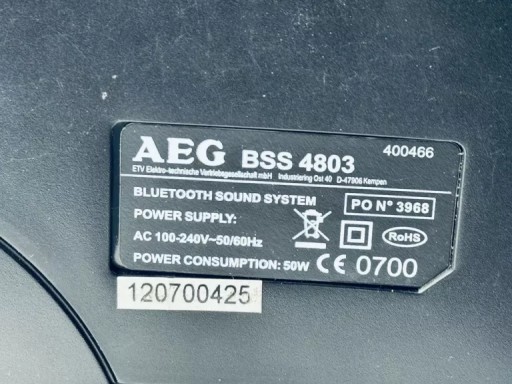 AEG BSS 4803 400466
ETV Elektro-technische Vertriebsgesellschaft mbH Industriering Ost 40 D-47906 Kempen
BLUETOOTH SOUND SYSTEM PO N° 3968
POWER SUPPLY:
AC 100-240V~50/60Hz RoHS
POWER CONSUMPTION: 50W CE 0700
120700425